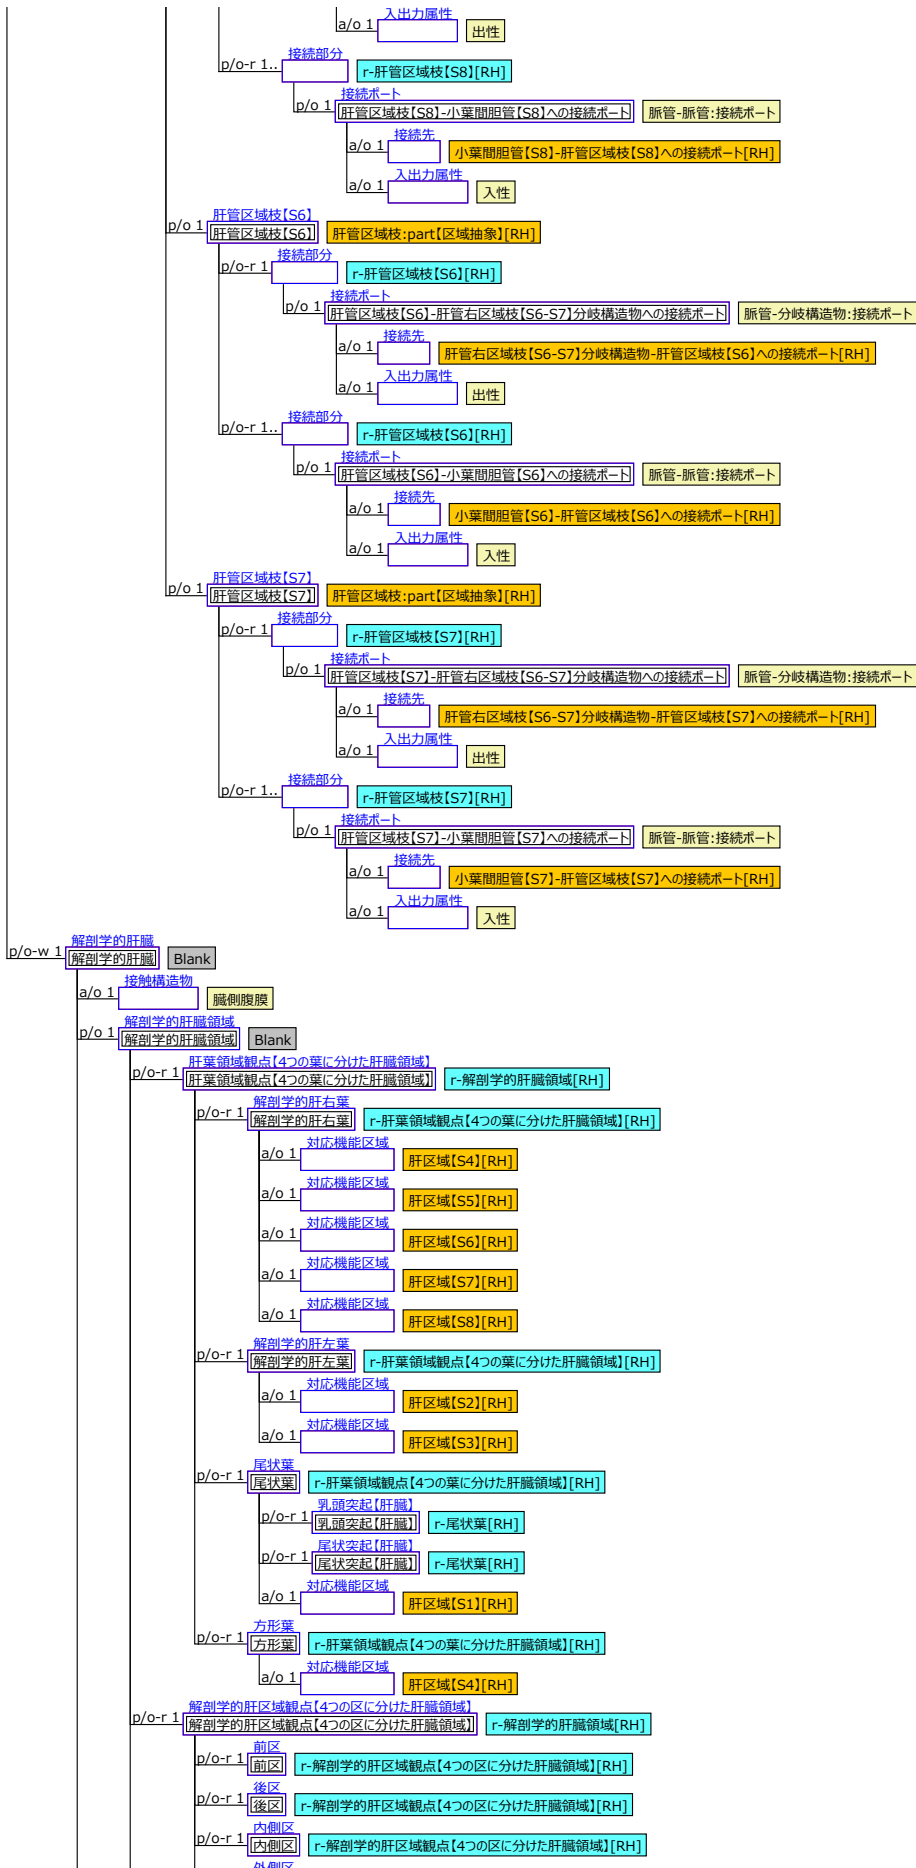 入出力属性
a/o 1 出性
接続部分
p/o-r 1.. r-肝管区域枝【S8】[RH]
接続ポート
p/o 1 肝管区域枝【S8】-小葉間胆管【S8】への接続ポート 脈管-脈管:接続ポート
接続先
a/o 1 小葉間胆管【S8】-肝管区域枝【S8】への接続ポート[RH]
入出力属性
a/o 1 入性
肝管区域枝【S6】
p/o 1 肝管区域枝【S6】 肝管区域枝:part【区域抽象】[RH]
接続部分
p/o-r 1 r-肝管区域枝【S6】[RH]
接続ポート
p/o 1 肝管区域枝【S6】-肝管右区域枝【S6-S7】分岐構造物への接続ポート 脈管-分岐構造物:接続ポート
接続先
a/o 1 肝管右区域枝【S6-S7】分岐構造物-肝管区域枝【S6】への接続ポート[RH]
入出力属性
a/o 1 出性
接続部分
p/o-r 1.. r-肝管区域枝【S6】[RH]
接続ポート
p/o 1 肝管区域枝【S6】-小葉間胆管【S6】への接続ポート 脈管-脈管:接続ポート
接続先
a/o 1 小葉間胆管【S6】-肝管区域枝【S6】への接続ポート[RH]
入出力属性
a/o 1 入性
肝管区域枝【S7】
p/o 1 肝管区域枝【S7】 肝管区域枝:part【区域抽象】[RH]
接続部分
p/o-r 1 r-肝管区域枝【S7】[RH]
接続ポート
p/o 1 肝管区域枝【S7】-肝管右区域枝【S6-S7】分岐構造物への接続ポート 脈管-分岐構造物:接続ポート
接続先
a/o 1 肝管右区域枝【S6-S7】分岐構造物-肝管区域枝【S7】への接続ポート[RH]
入出力属性
a/o 1 出性
接続部分
p/o-r 1.. r-肝管区域枝【S7】[RH]
接続ポート
p/o 1 肝管区域枝【S7】-小葉間胆管【S7】への接続ポート 脈管-脈管:接続ポート
接続先
a/o 1 小葉間胆管【S7】-肝管区域枝【S7】への接続ポート[RH]
入出力属性
a/o 1 入性
解剖学的肝臓
p/o-w 1 解剖学的肝臓 Blank
接触構造物
a/o 1 臓側腹膜
解剖学的肝臓領域
p/o 1 解剖学的肝臓領域 Blank
肝葉領域観点【4つの葉に分けた肝臓領域】
p/o-r 1 肝葉領域観点【4つの葉に分けた肝臓領域】 r-解剖学的肝臓領域[RH]
解剖学的肝右葉
p/o-r 1 解剖学的肝右葉 r-肝葉領域観点【4つの葉に分けた肝臓領域】[RH]
対応機能区域
a/o 1 肝区域【S4】[RH]
対応機能区域
a/o 1 肝区域【S5】[RH]
対応機能区域
a/o 1 肝区域【S6】[RH]
対応機能区域
a/o 1 肝区域【S7】[RH]
対応機能区域
a/o 1 肝区域【S8】[RH]
解剖学的肝左葉
p/o-r 1 解剖学的肝左葉 r-肝葉領域観点【4つの葉に分けた肝臓領域】[RH]
対応機能区域
a/o 1 肝区域【S2】[RH]
対応機能区域
a/o 1 肝区域【S3】[RH]
尾状葉
p/o-r 1 尾状葉 r-肝葉領域観点【4つの葉に分けた肝臓領域】[RH]
乳頭突起【肝臓】
p/o-r 1 乳頭突起【肝臓】 r-尾状葉[RH]
尾状突起【肝臓】
p/o-r 1 尾状突起【肝臓】 r-尾状葉[RH]
対応機能区域
a/o 1 肝区域【S1】[RH]
方形葉
p/o-r 1 方形葉 r-肝葉領域観点【4つの葉に分けた肝臓領域】[RH]
対応機能区域
a/o 1 肝区域【S4】[RH]
解剖学的肝区域観点【4つの区に分けた肝臓領域】
p/o-r 1 解剖学的肝区域観点【4つの区に分けた肝臓領域】 r-解剖学的肝臓領域[RH]
前区
p/o-r 1 前区 r-解剖学的肝区域観点【4つの区に分けた肝臓領域】[RH]
後区
p/o-r 1 後区 r-解剖学的肝区域観点【4つの区に分けた肝臓領域】[RH]
内側区
p/o-r 1 内側区 r-解剖学的肝区域観点【4つの区に分けた肝臓領域】[RH]
外側区